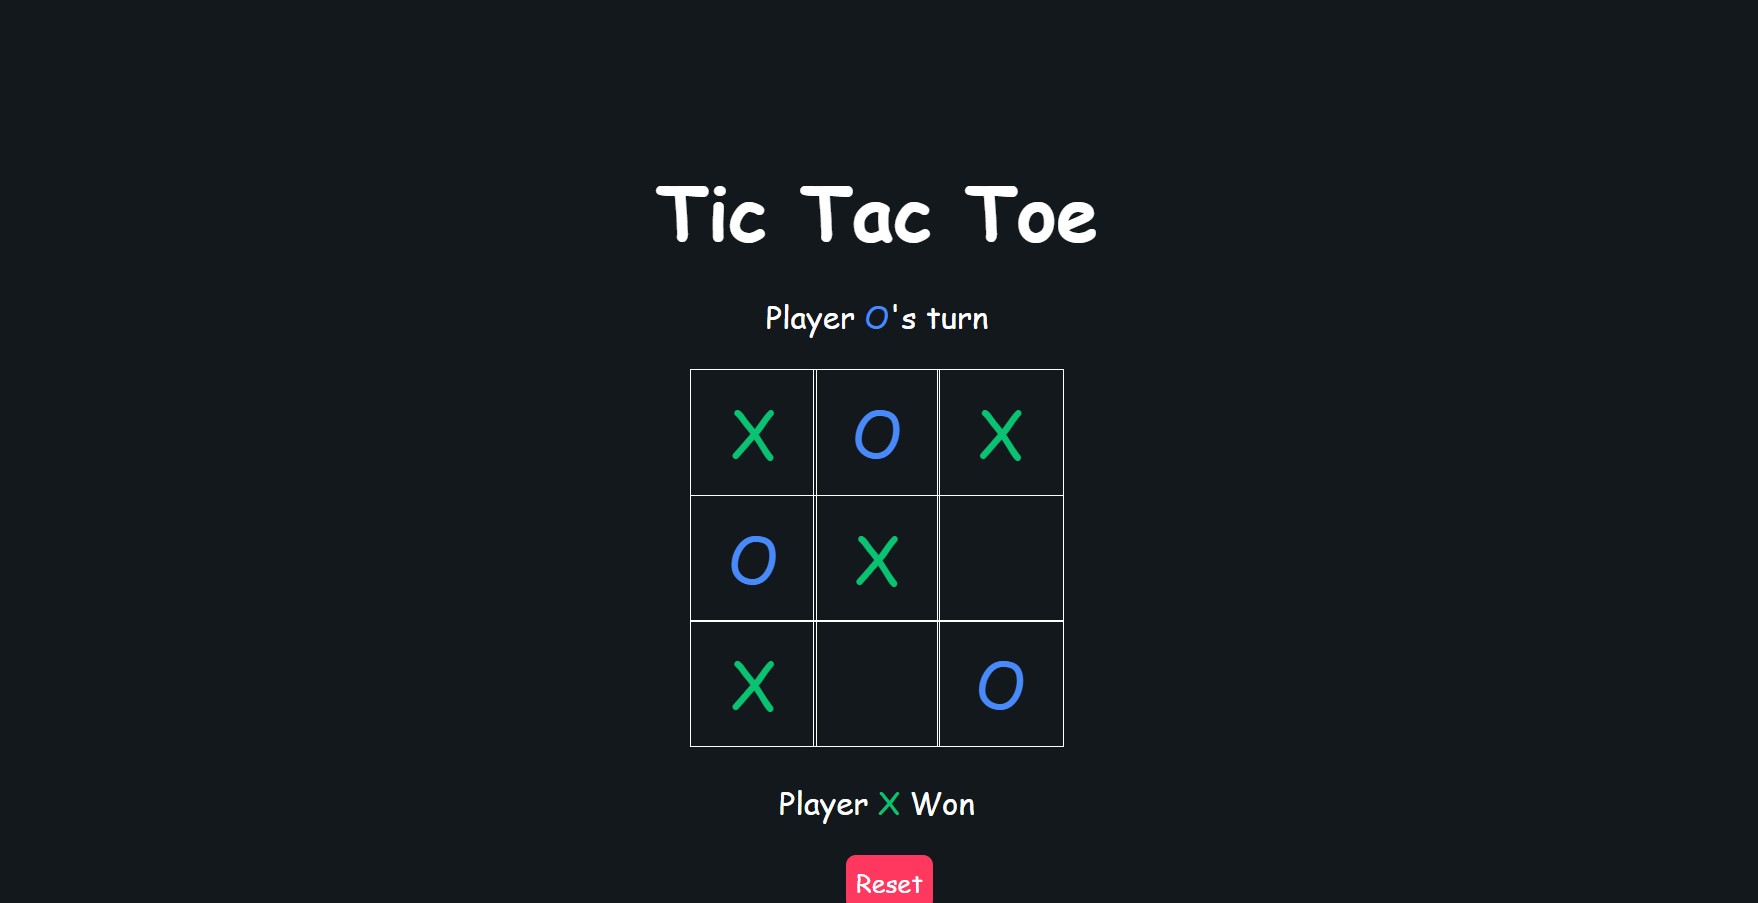 Tic Tac Toe
Player O's turn
X O X
O X
X O
Player X Won
Reset